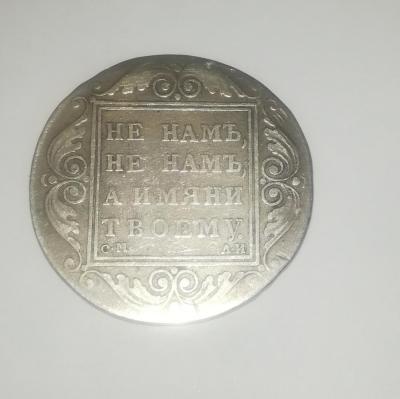 НЕ НАМЪ,
НЕ НАМЪ,
А ИМЯНИ
ТВОЕМУ.
С·М А·И